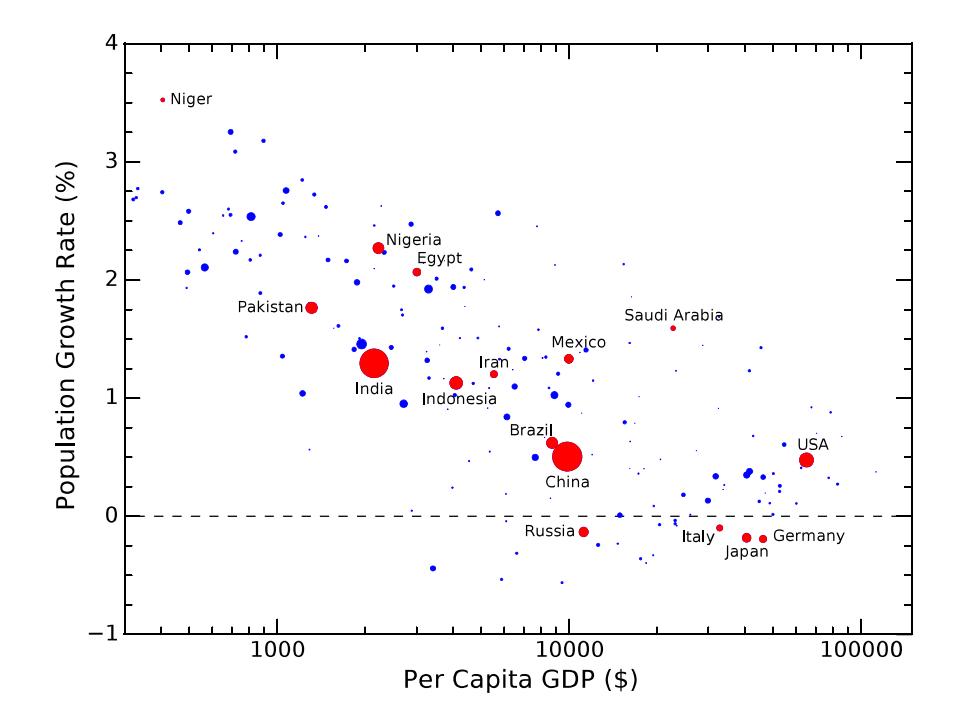 4
Niger
3
Nigeria
Egypt
2
Pakistan
Saudi Arabia
Mexico
Iran
1
India
Indonesia
Brazil
USA
China
0
Russia
Italy
Germany
Japan
−1
1000
10000
100000
Per Capita GDP ($)
Population Growth Rate (%)